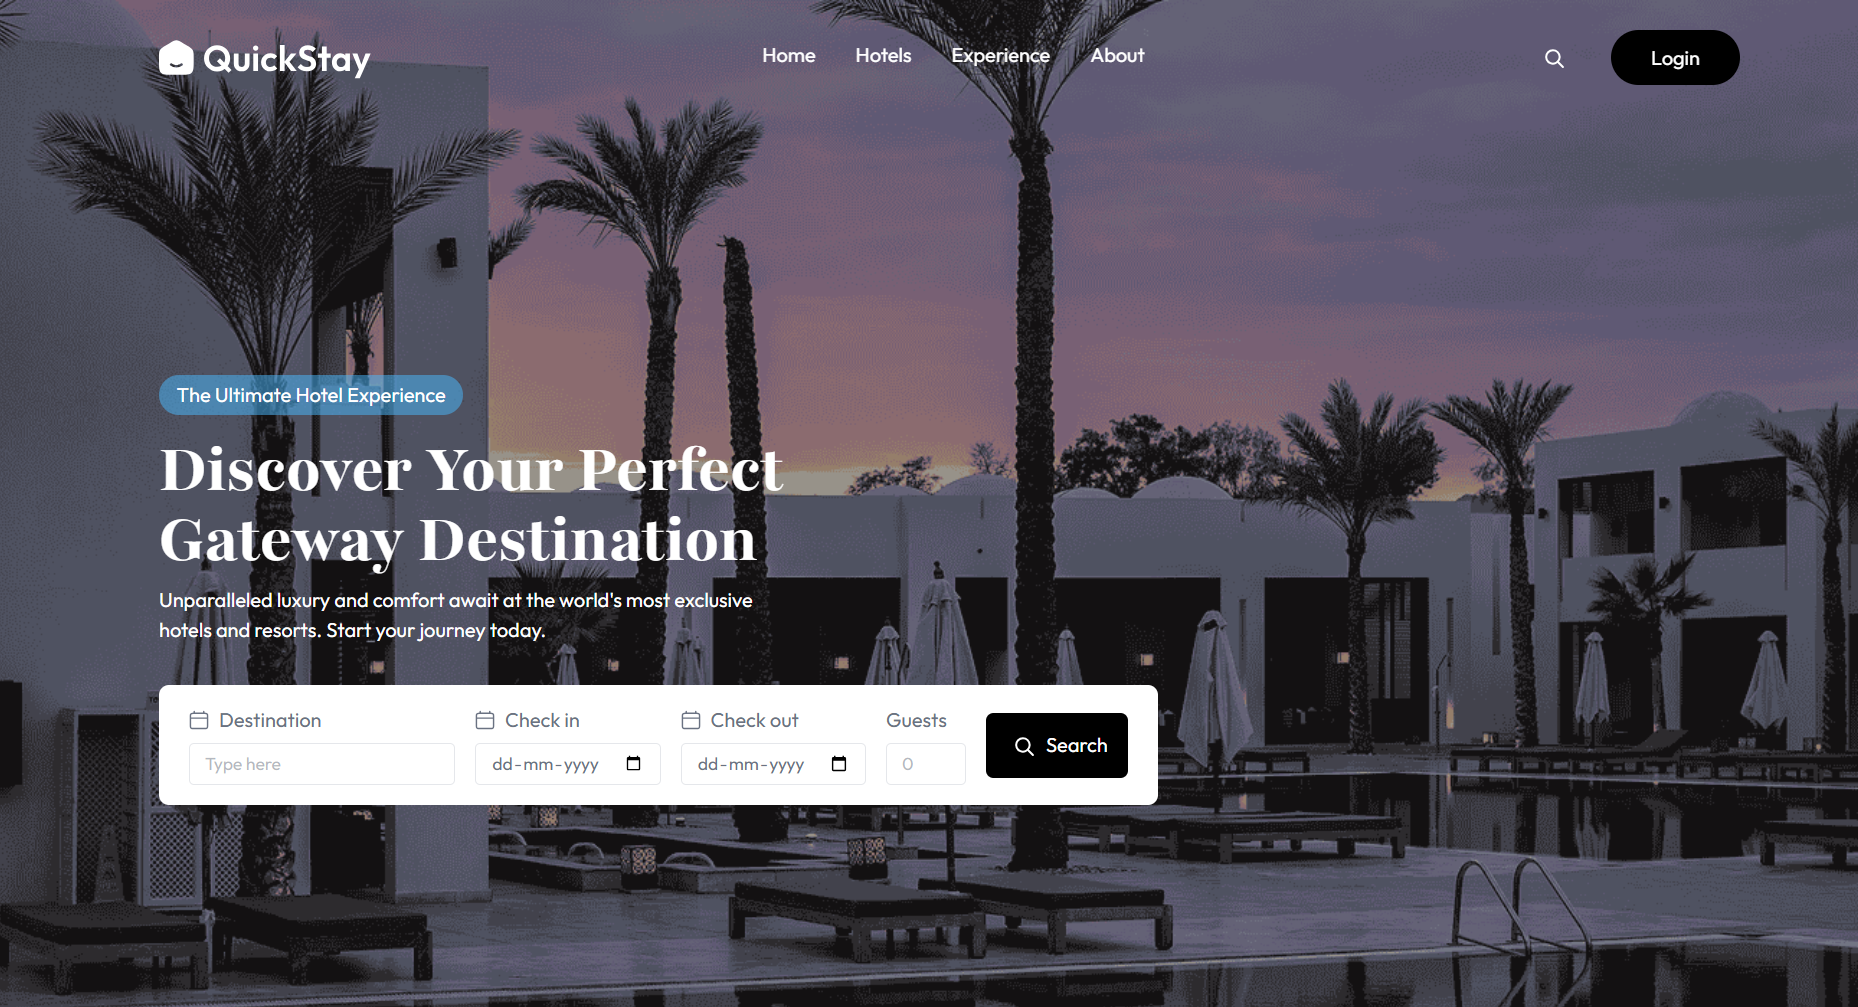 QuickStay
Home
Hotels
Experience
About
Login
The Ultimate Hotel Experience
Discover Your Perfect
Gateway Destination
Unparalleled luxury and comfort await at the world's most exclusive
hotels and resorts. Start your journey today.
Destination
Check in
Check out
Guests
Type here
dd-mm-yyyy
dd-mm-yyyy
0
Search